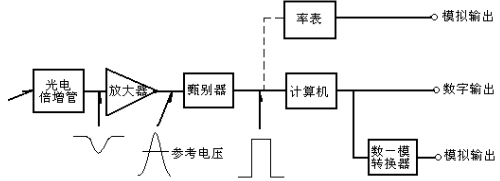 率表
模拟输出
光电
倍增管
放大器
甄别器
计算机
数字输出
参考电压
数一模
转换器
模拟输出